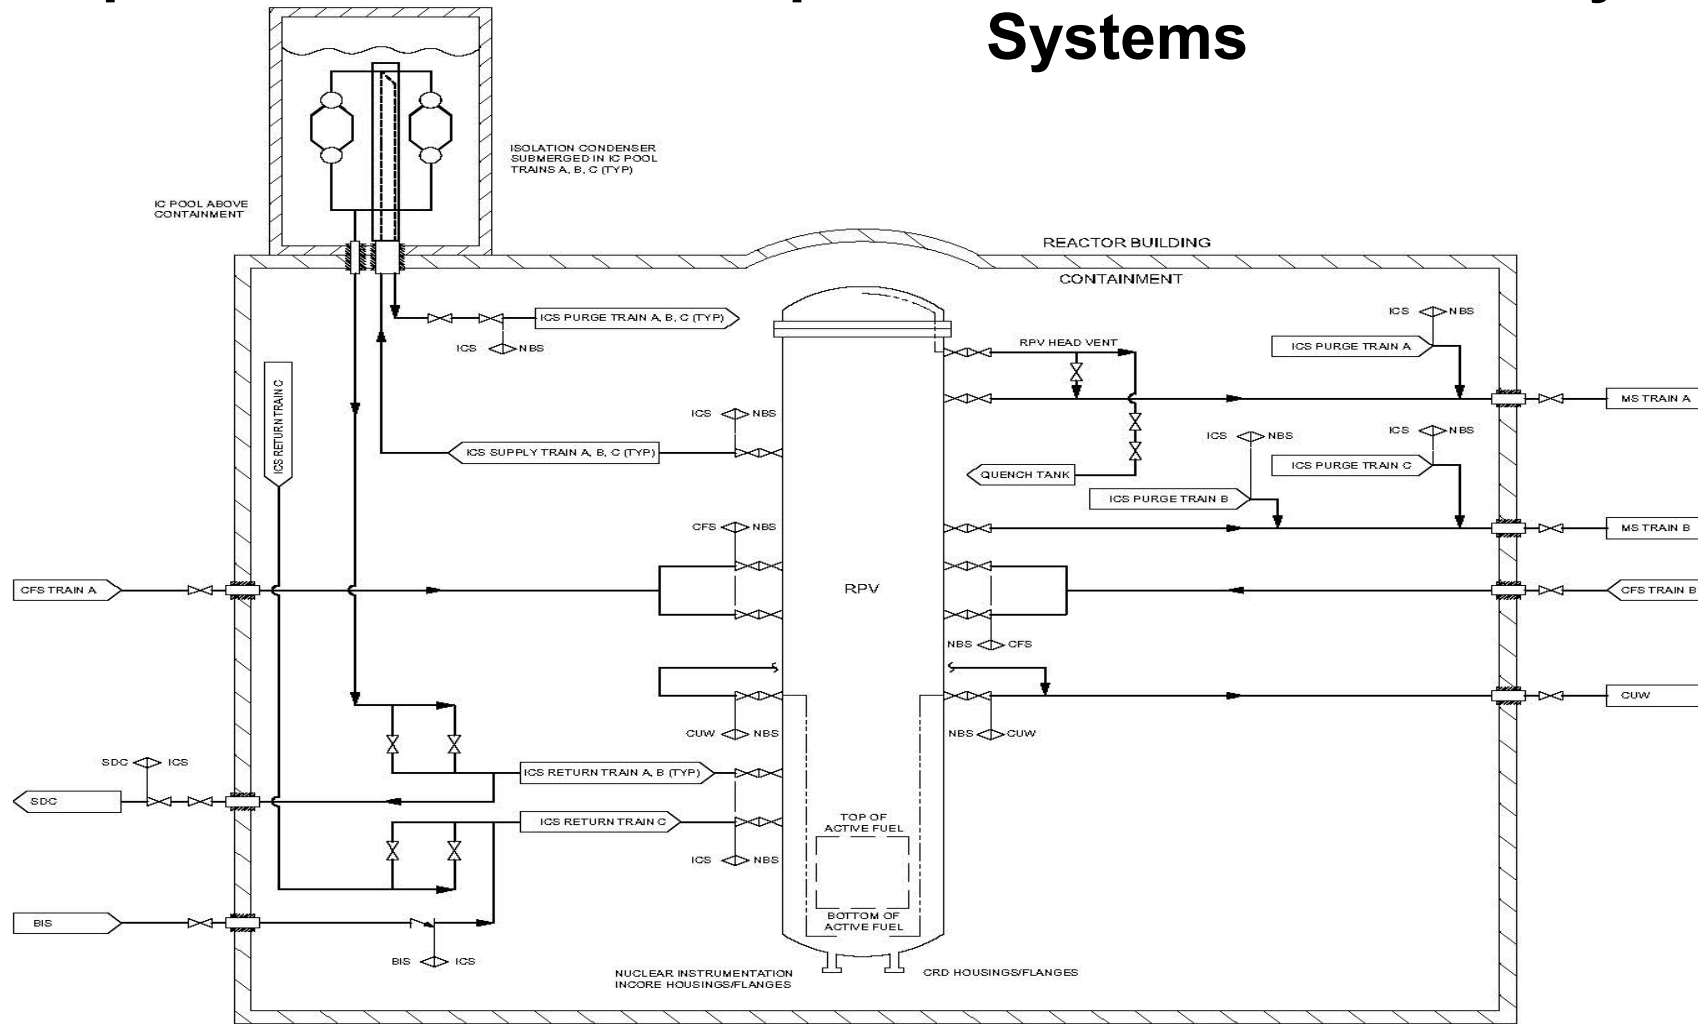 Systems
ISOLATION CONDENSER
SUBMERGED IN IC POOL
TRAINS A, B, C (TYP)
IC POOL ABOVE
CONTAINMENT
REACTOR BUILDING
CONTAINMENT
ICS PURGE TRAIN A, B, C (TYP)
ICS NBS
ICS RETURN TRAIN C
ICS NBS
ICS SUPPLY TRAIN A, B, C (TYP)
RPV HEAD VENT
ICS NBS
ICS PURGE TRAIN A
MS TRAIN A
ICS NBS
ICS NBS
ICS PURGE TRAIN C
QUENCH TANK
ICS PURGE TRAIN B
CFS NBS
MS TRAIN B
CFS TRAIN A
RPV
CFS TRAIN B
NBS CFS
CUW
CUW NBS
NBS CUW
SDC ICS
ICS RETURN TRAIN A, B (TYP)
SDC
ICS RETURN TRAIN C
TOP OF
ACTIVE FUEL
ICS NBS
BIS
BOTTOM OF
ACTIVE FUEL
BIS ICS
NUCLEAR INSTRUMENTATION
INCORE HOUSINGS/FLANGES
CRD HOUSINGS/FLANGES